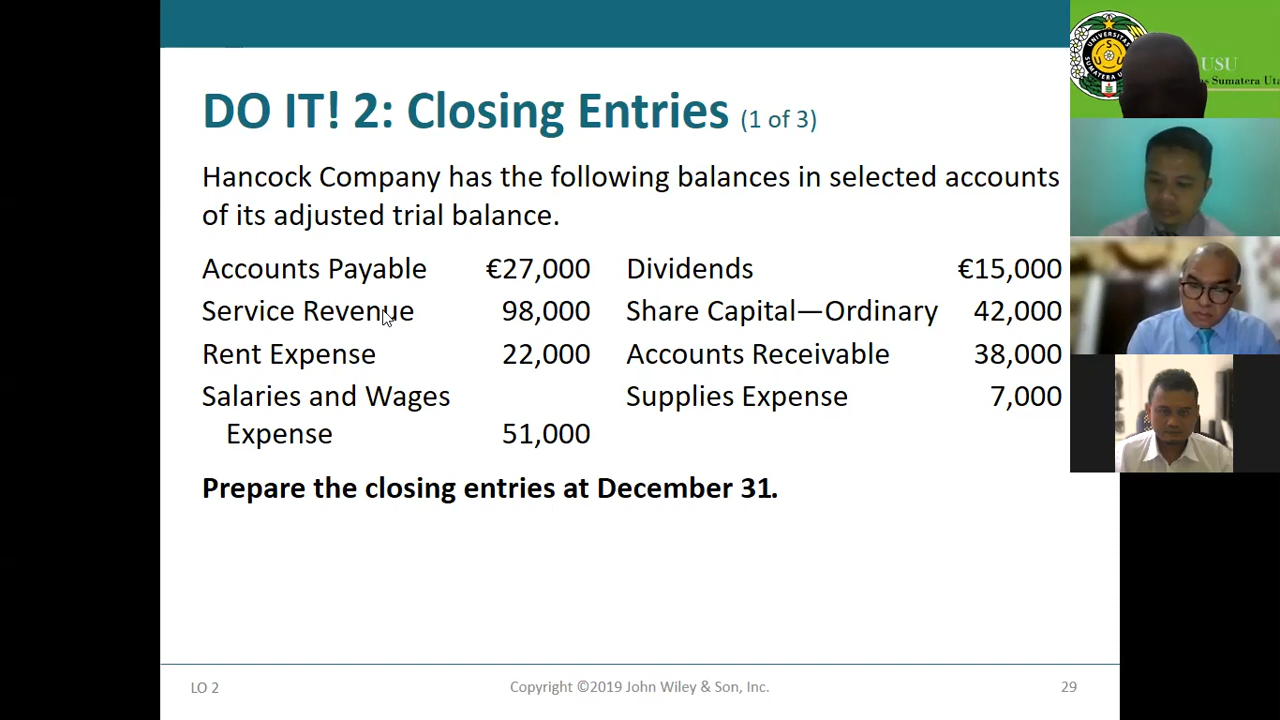 DO IT! 2: Closing Entries (1 of 3)
Hancock Company has the following balances in selected accounts
of its adjusted trial balance.
Accounts Payable €27,000 Dividends €15,000
Service Revenue 98,000 Share Capital—Ordinary 42,000
Rent Expense 22,000 Accounts Receivable 38,000
Salaries and Wages Supplies Expense 7,000
Expense 51,000
Prepare the closing entries at December 31.
LO 2 Copyright ©2019 John Wiley & Son, Inc. 29
UNIVERSITAS
USU
Sumatera